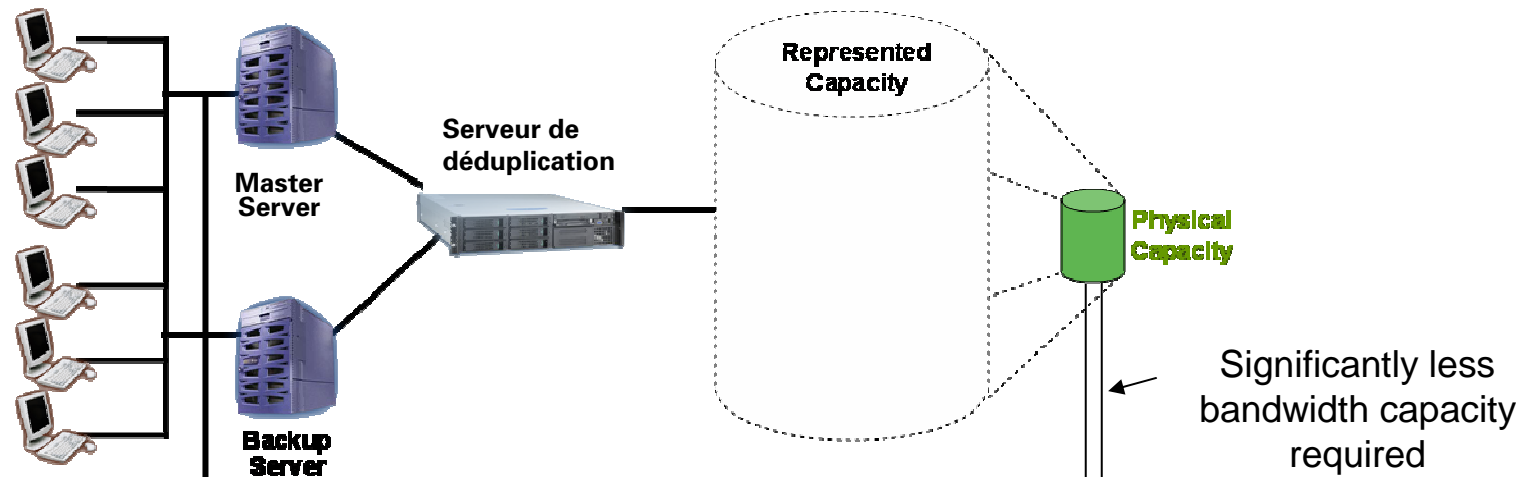 Represented
Capacity
Serveur de
déduplication
Master
Server
Physical
Capacity
Significantly less
bandwidth capacity
required
Backup
Server